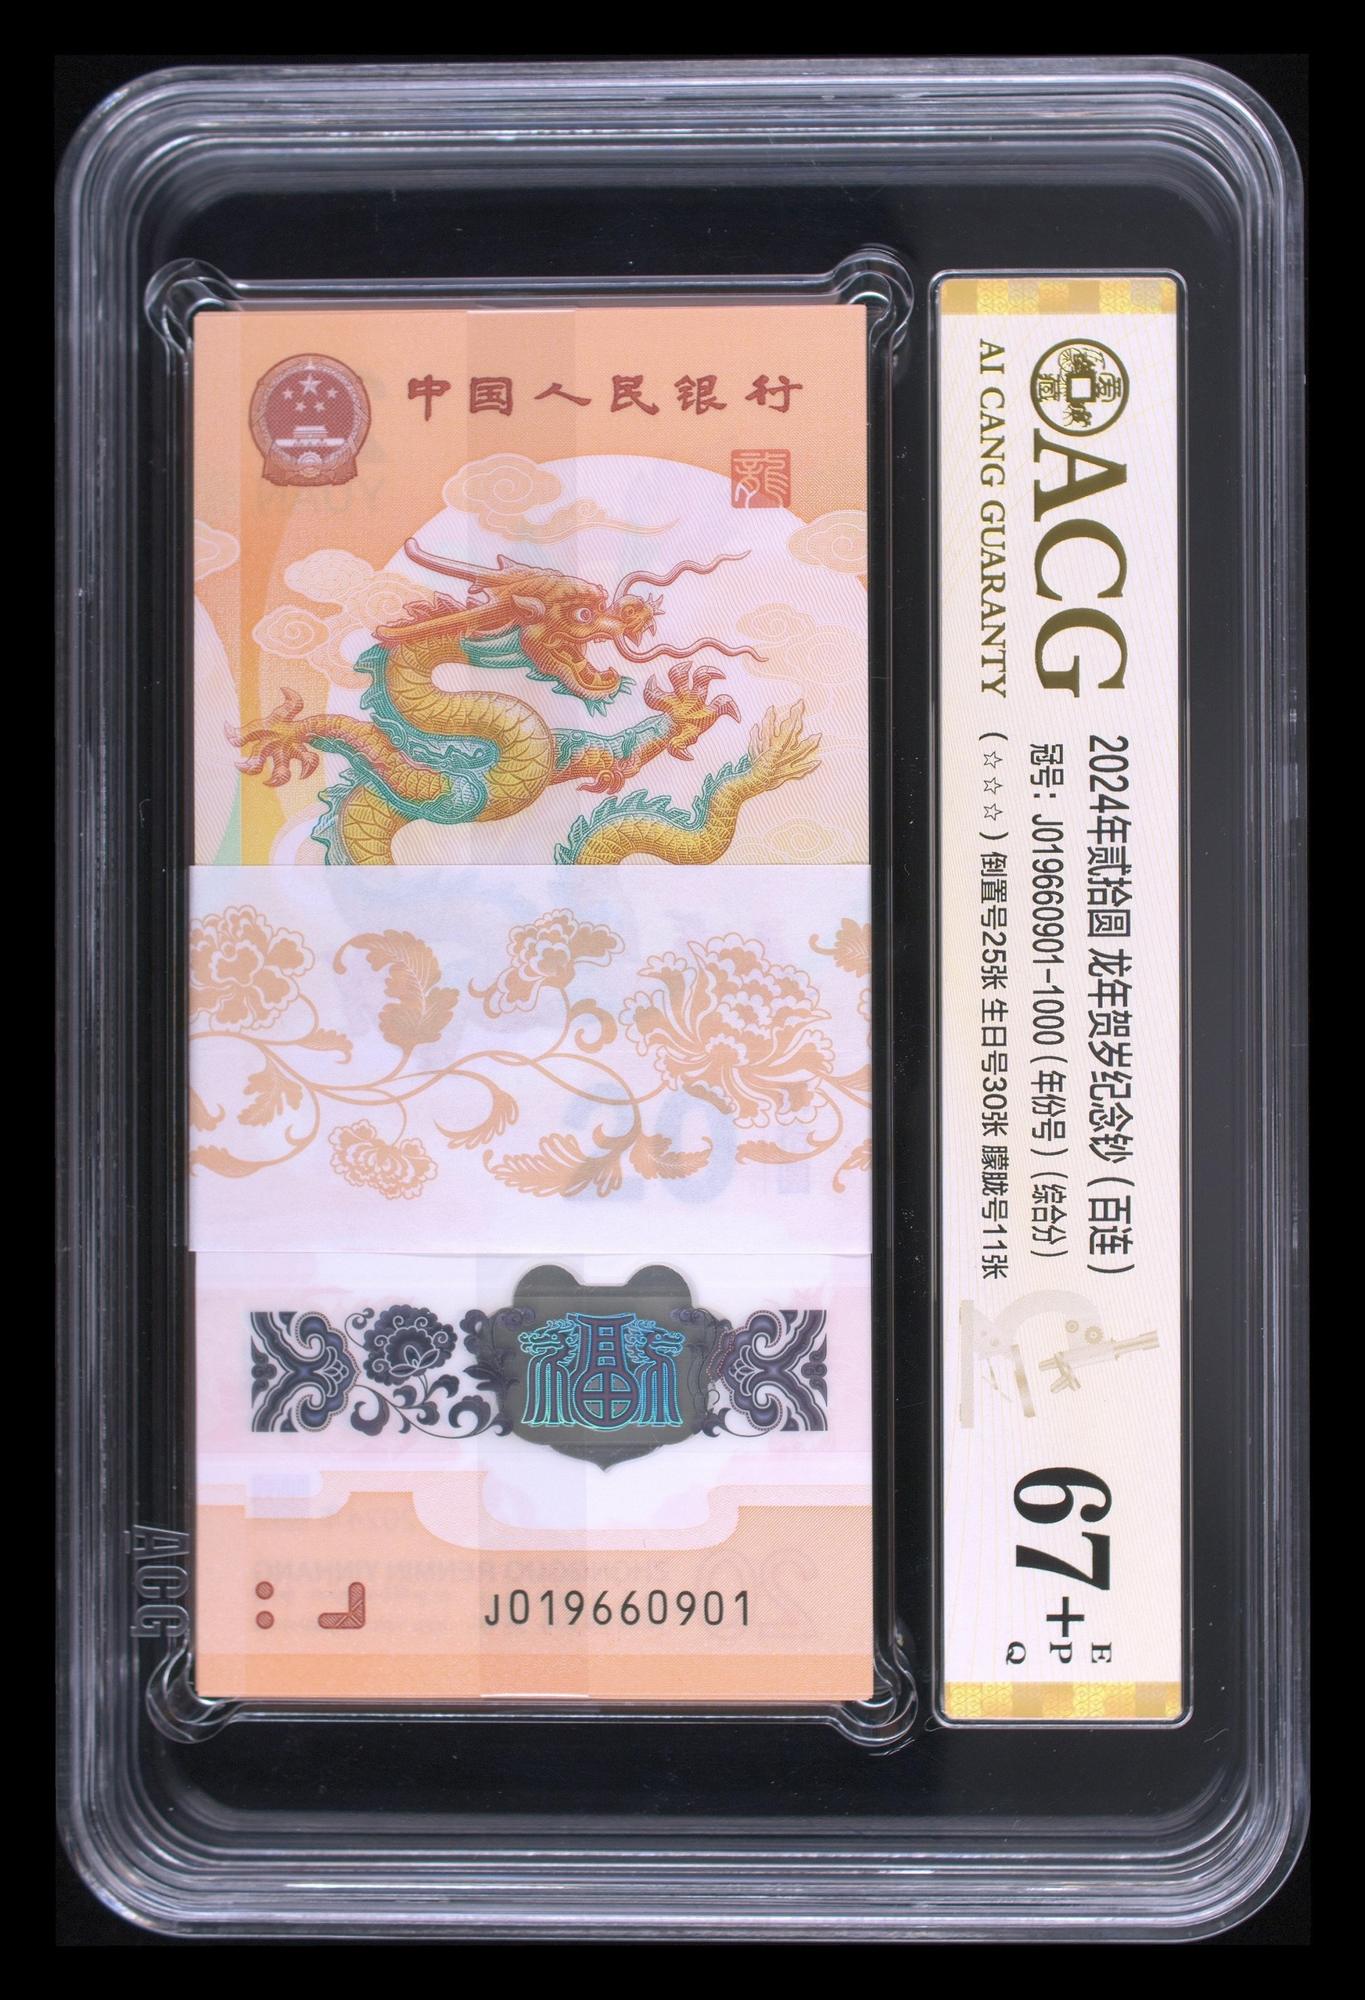 中国人民银行
龍
福
J019660901
ACG
ACG
AI CANG GUARANTY
2024年贰拾圆 龙年贺岁纪念钞（百连）
冠号：J019660901-1000（年份号）（综合分）
（☆☆☆）倒置号25张 生日号30张 朦胧号11张
67+
E
P
Q